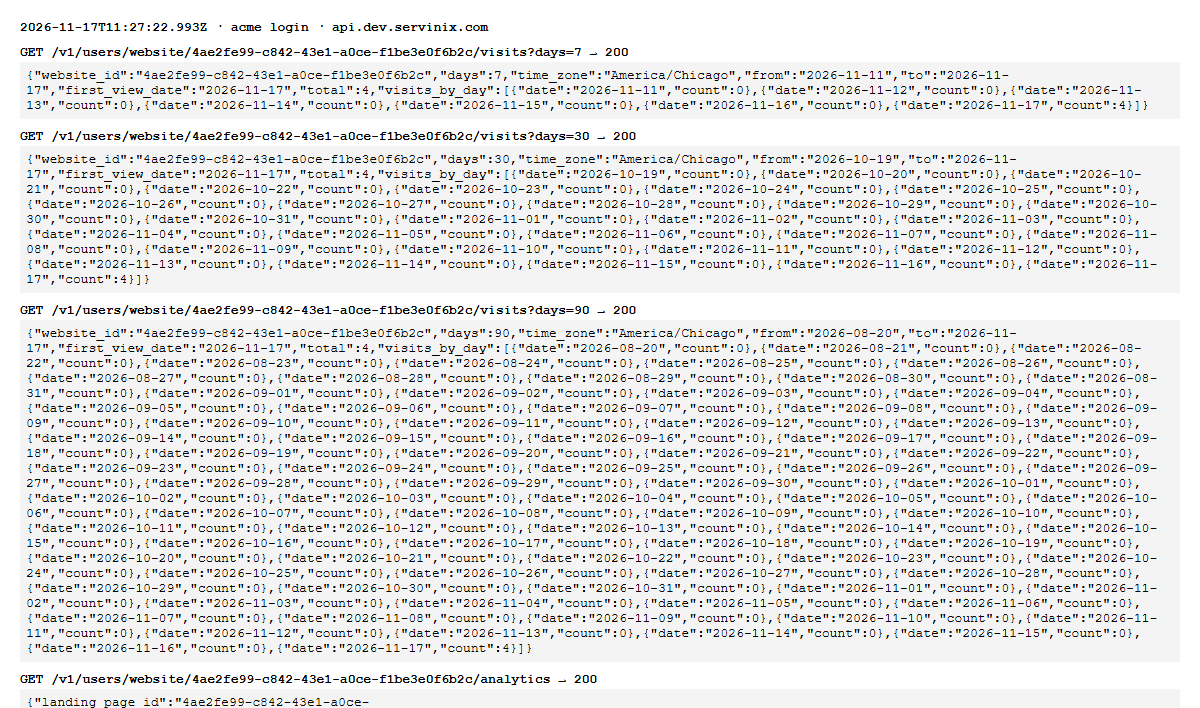 2026-11-17T11:27:22.993Z · acme login · api.dev.servinix.com
GET /v1/users/website/4ae2fe99-c842-43e1-a0ce-f1be3e0f6b2c/visits?days=7 → 200
{"website_id":"4ae2fe99-c842-43e1-a0ce-f1be3e0f6b2c","days":7,"time_zone":"America/Chicago","from":"2026-11-11","to":"2026-11-
17","first_view_date":"2026-11-17","total":4,"visits_by_day":[{"date":"2026-11-11","count":0},{"date":"2026-11-12","count":0},{"date":"2026-11-
13","count":0},{"date":"2026-11-14","count":0},{"date":"2026-11-15","count":0},{"date":"2026-11-16","count":0},{"date":"2026-11-17","count":4}]}
GET /v1/users/website/4ae2fe99-c842-43e1-a0ce-f1be3e0f6b2c/visits?days=30 → 200
{"website_id":"4ae2fe99-c842-43e1-a0ce-f1be3e0f6b2c","days":30,"time_zone":"America/Chicago","from":"2026-10-19","to":"2026-11-
17","first_view_date":"2026-11-17","total":4,"visits_by_day":[{"date":"2026-10-19","count":0},{"date":"2026-10-20","count":0},{"date":"2026-10-
21","count":0},{"date":"2026-10-22","count":0},{"date":"2026-10-23","count":0},{"date":"2026-10-24","count":0},{"date":"2026-10-25","count":0},
{"date":"2026-10-26","count":0},{"date":"2026-10-27","count":0},{"date":"2026-10-28","count":0},{"date":"2026-10-29","count":0},{"date":"2026-10-
30","count":0},{"date":"2026-10-31","count":0},{"date":"2026-11-01","count":0},{"date":"2026-11-02","count":0},{"date":"2026-11-03","count":0},
{"date":"2026-11-04","count":0},{"date":"2026-11-05","count":0},{"date":"2026-11-06","count":0},{"date":"2026-11-07","count":0},{"date":"2026-11-
08","count":0},{"date":"2026-11-09","count":0},{"date":"2026-11-10","count":0},{"date":"2026-11-11","count":0},{"date":"2026-11-12","count":0},
{"date":"2026-11-13","count":0},{"date":"2026-11-14","count":0},{"date":"2026-11-15","count":0},{"date":"2026-11-16","count":0},{"date":"2026-11-
17","count":4}]}
GET /v1/users/website/4ae2fe99-c842-43e1-a0ce-f1be3e0f6b2c/visits?days=90 → 200
{"website_id":"4ae2fe99-c842-43e1-a0ce-f1be3e0f6b2c","days":90,"time_zone":"America/Chicago","from":"2026-08-20","to":"2026-11-
17","first_view_date":"2026-11-17","total":4,"visits_by_day":[{"date":"2026-08-20","count":0},{"date":"2026-08-21","count":0},{"date":"2026-08-
22","count":0},{"date":"2026-08-23","count":0},{"date":"2026-08-24","count":0},{"date":"2026-08-25","count":0},{"date":"2026-08-26","count":0},
{"date":"2026-08-27","count":0},{"date":"2026-08-28","count":0},{"date":"2026-08-29","count":0},{"date":"2026-08-30","count":0},{"date":"2026-08-
31","count":0},{"date":"2026-09-01","count":0},{"date":"2026-09-02","count":0},{"date":"2026-09-03","count":0},{"date":"2026-09-04","count":0},
{"date":"2026-09-05","count":0},{"date":"2026-09-06","count":0},{"date":"2026-09-07","count":0},{"date":"2026-09-08","count":0},{"date":"2026-09-
09","count":0},{"date":"2026-09-10","count":0},{"date":"2026-09-11","count":0},{"date":"2026-09-12","count":0},{"date":"2026-09-13","count":0},
{"date":"2026-09-14","count":0},{"date":"2026-09-15","count":0},{"date":"2026-09-16","count":0},{"date":"2026-09-17","count":0},{"date":"2026-09-
18","count":0},{"date":"2026-09-19","count":0},{"date":"2026-09-20","count":0},{"date":"2026-09-21","count":0},{"date":"2026-09-22","count":0},
{"date":"2026-09-23","count":0},{"date":"2026-09-24","count":0},{"date":"2026-09-25","count":0},{"date":"2026-09-26","count":0},{"date":"2026-09-
27","count":0},{"date":"2026-09-28","count":0},{"date":"2026-09-29","count":0},{"date":"2026-09-30","count":0},{"date":"2026-10-01","count":0},
{"date":"2026-10-02","count":0},{"date":"2026-10-03","count":0},{"date":"2026-10-04","count":0},{"date":"2026-10-05","count":0},{"date":"2026-10-
06","count":0},{"date":"2026-10-07","count":0},{"date":"2026-10-08","count":0},{"date":"2026-10-09","count":0},{"date":"2026-10-10","count":0},
{"date":"2026-10-11","count":0},{"date":"2026-10-12","count":0},{"date":"2026-10-13","count":0},{"date":"2026-10-14","count":0},{"date":"2026-10-
15","count":0},{"date":"2026-10-16","count":0},{"date":"2026-10-17","count":0},{"date":"2026-10-18","count":0},{"date":"2026-10-19","count":0},
{"date":"2026-10-20","count":0},{"date":"2026-10-21","count":0},{"date":"2026-10-22","count":0},{"date":"2026-10-23","count":0},{"date":"2026-10-
24","count":0},{"date":"2026-10-25","count":0},{"date":"2026-10-26","count":0},{"date":"2026-10-27","count":0},{"date":"2026-10-28","count":0},
{"date":"2026-10-29","count":0},{"date":"2026-10-30","count":0},{"date":"2026-10-31","count":0},{"date":"2026-11-01","count":0},{"date":"2026-11-
02","count":0},{"date":"2026-11-03","count":0},{"date":"2026-11-04","count":0},{"date":"2026-11-05","count":0},{"date":"2026-11-06","count":0},
{"date":"2026-11-07","count":0},{"date":"2026-11-08","count":0},{"date":"2026-11-09","count":0},{"date":"2026-11-10","count":0},{"date":"2026-11-
11","count":0},{"date":"2026-11-12","count":0},{"date":"2026-11-13","count":0},{"date":"2026-11-14","count":0},{"date":"2026-11-15","count":0},
{"date":"2026-11-16","count":0},{"date":"2026-11-17","count":4}]}
GET /v1/users/website/4ae2fe99-c842-43e1-a0ce-f1be3e0f6b2c/analytics → 200
{"landing_page_id":"4ae2fe99-c842-43e1-a0ce-